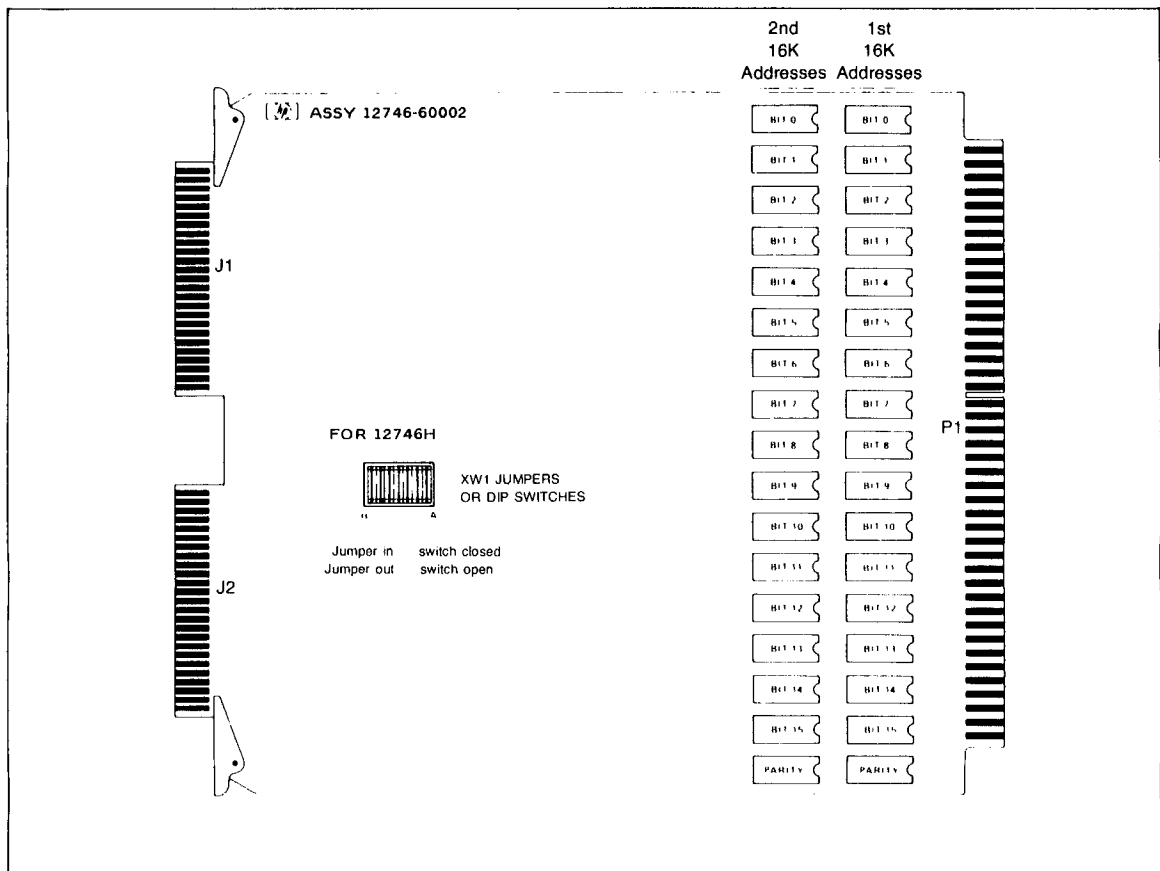 2nd 1st
16K 16K
Addresses Addresses
ASSY 12746-60002
BIT 0 BIT 0
BIT 1 BIT 1
BIT 2 BIT 2
BIT 3 BIT 3
J1
BIT 4 BIT 4
BIT 5 BIT 5
BIT 6 BIT 6
BIT 7 BIT 7
P1
FOR 12746H
BIT 8 BIT 8
XW1 JUMPERS
OR DIP SWITCHES
BIT 9 BIT 9
A
BIT 10 BIT 10
Jumper in switch closed
Jumper out switch open
BIT 11 BIT 11
J2
BIT 12 BIT 12
BIT 13 BIT 13
BIT 14 BIT 14
BIT 15 BIT 15
PARITY PARITY